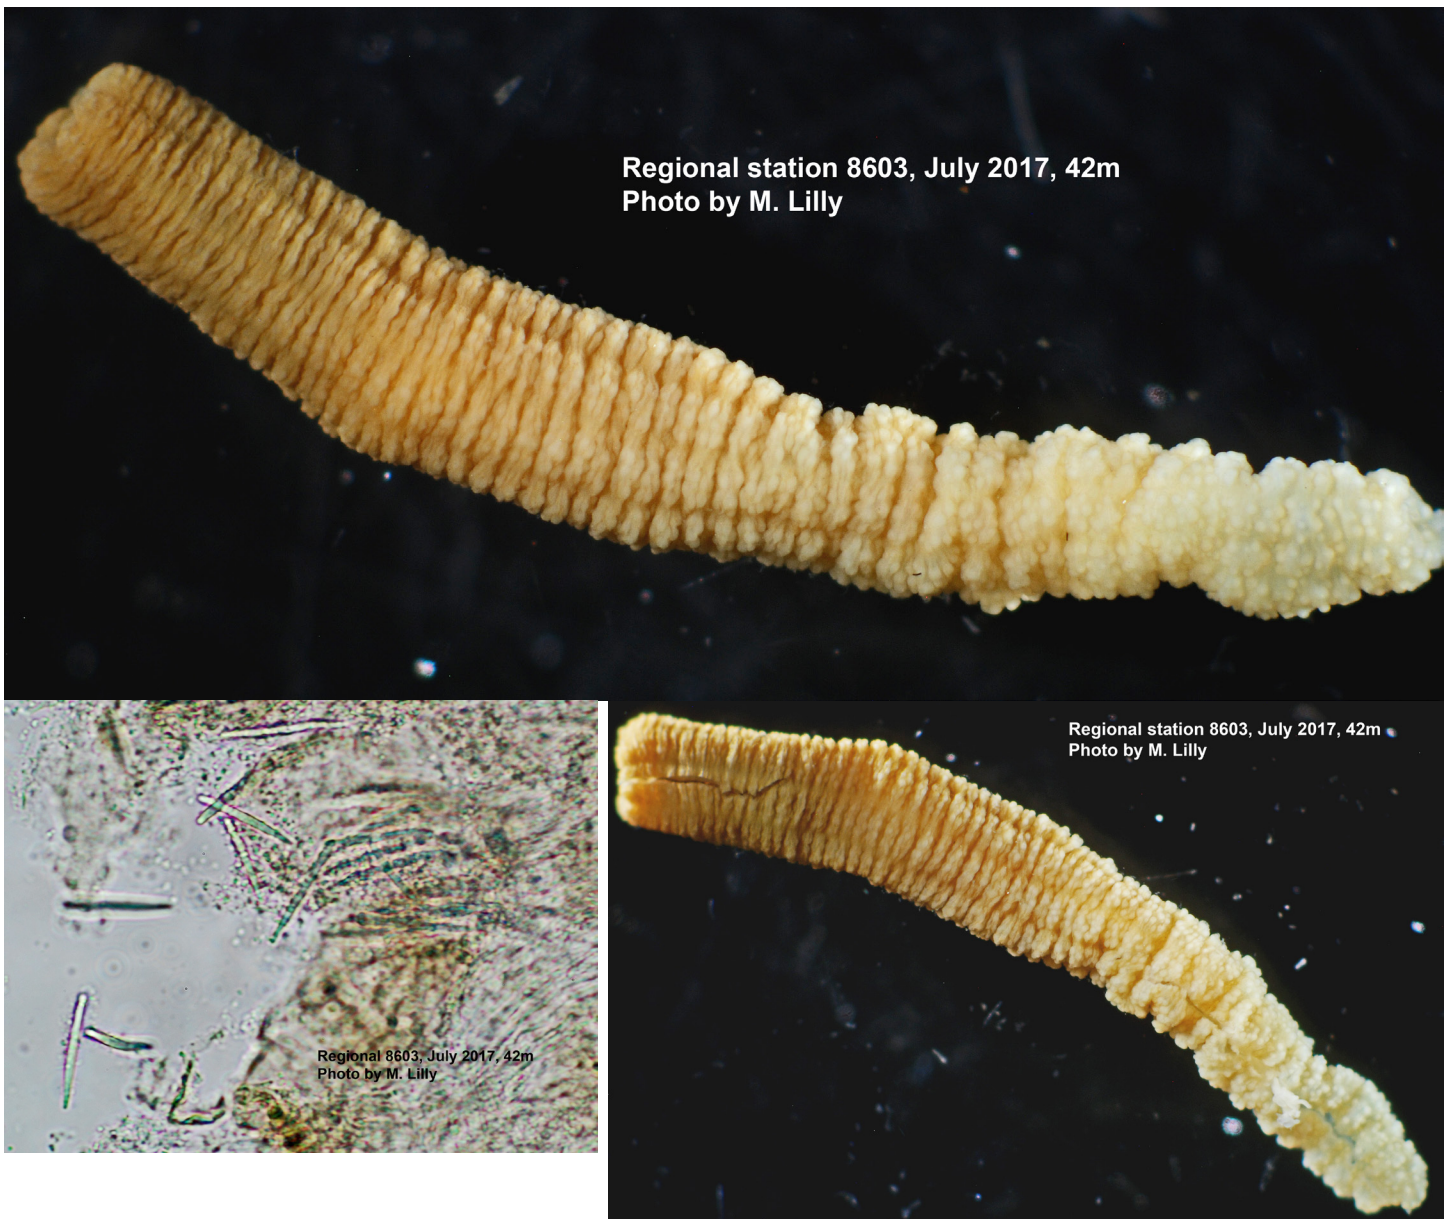 Regional station 8603, July 2017, 42m
Photo by M. Lilly
Regional station 8603, July 2017, 42m
Photo by M. Lilly
Regional 8603, July 2017, 42m
Photo by M. Lilly